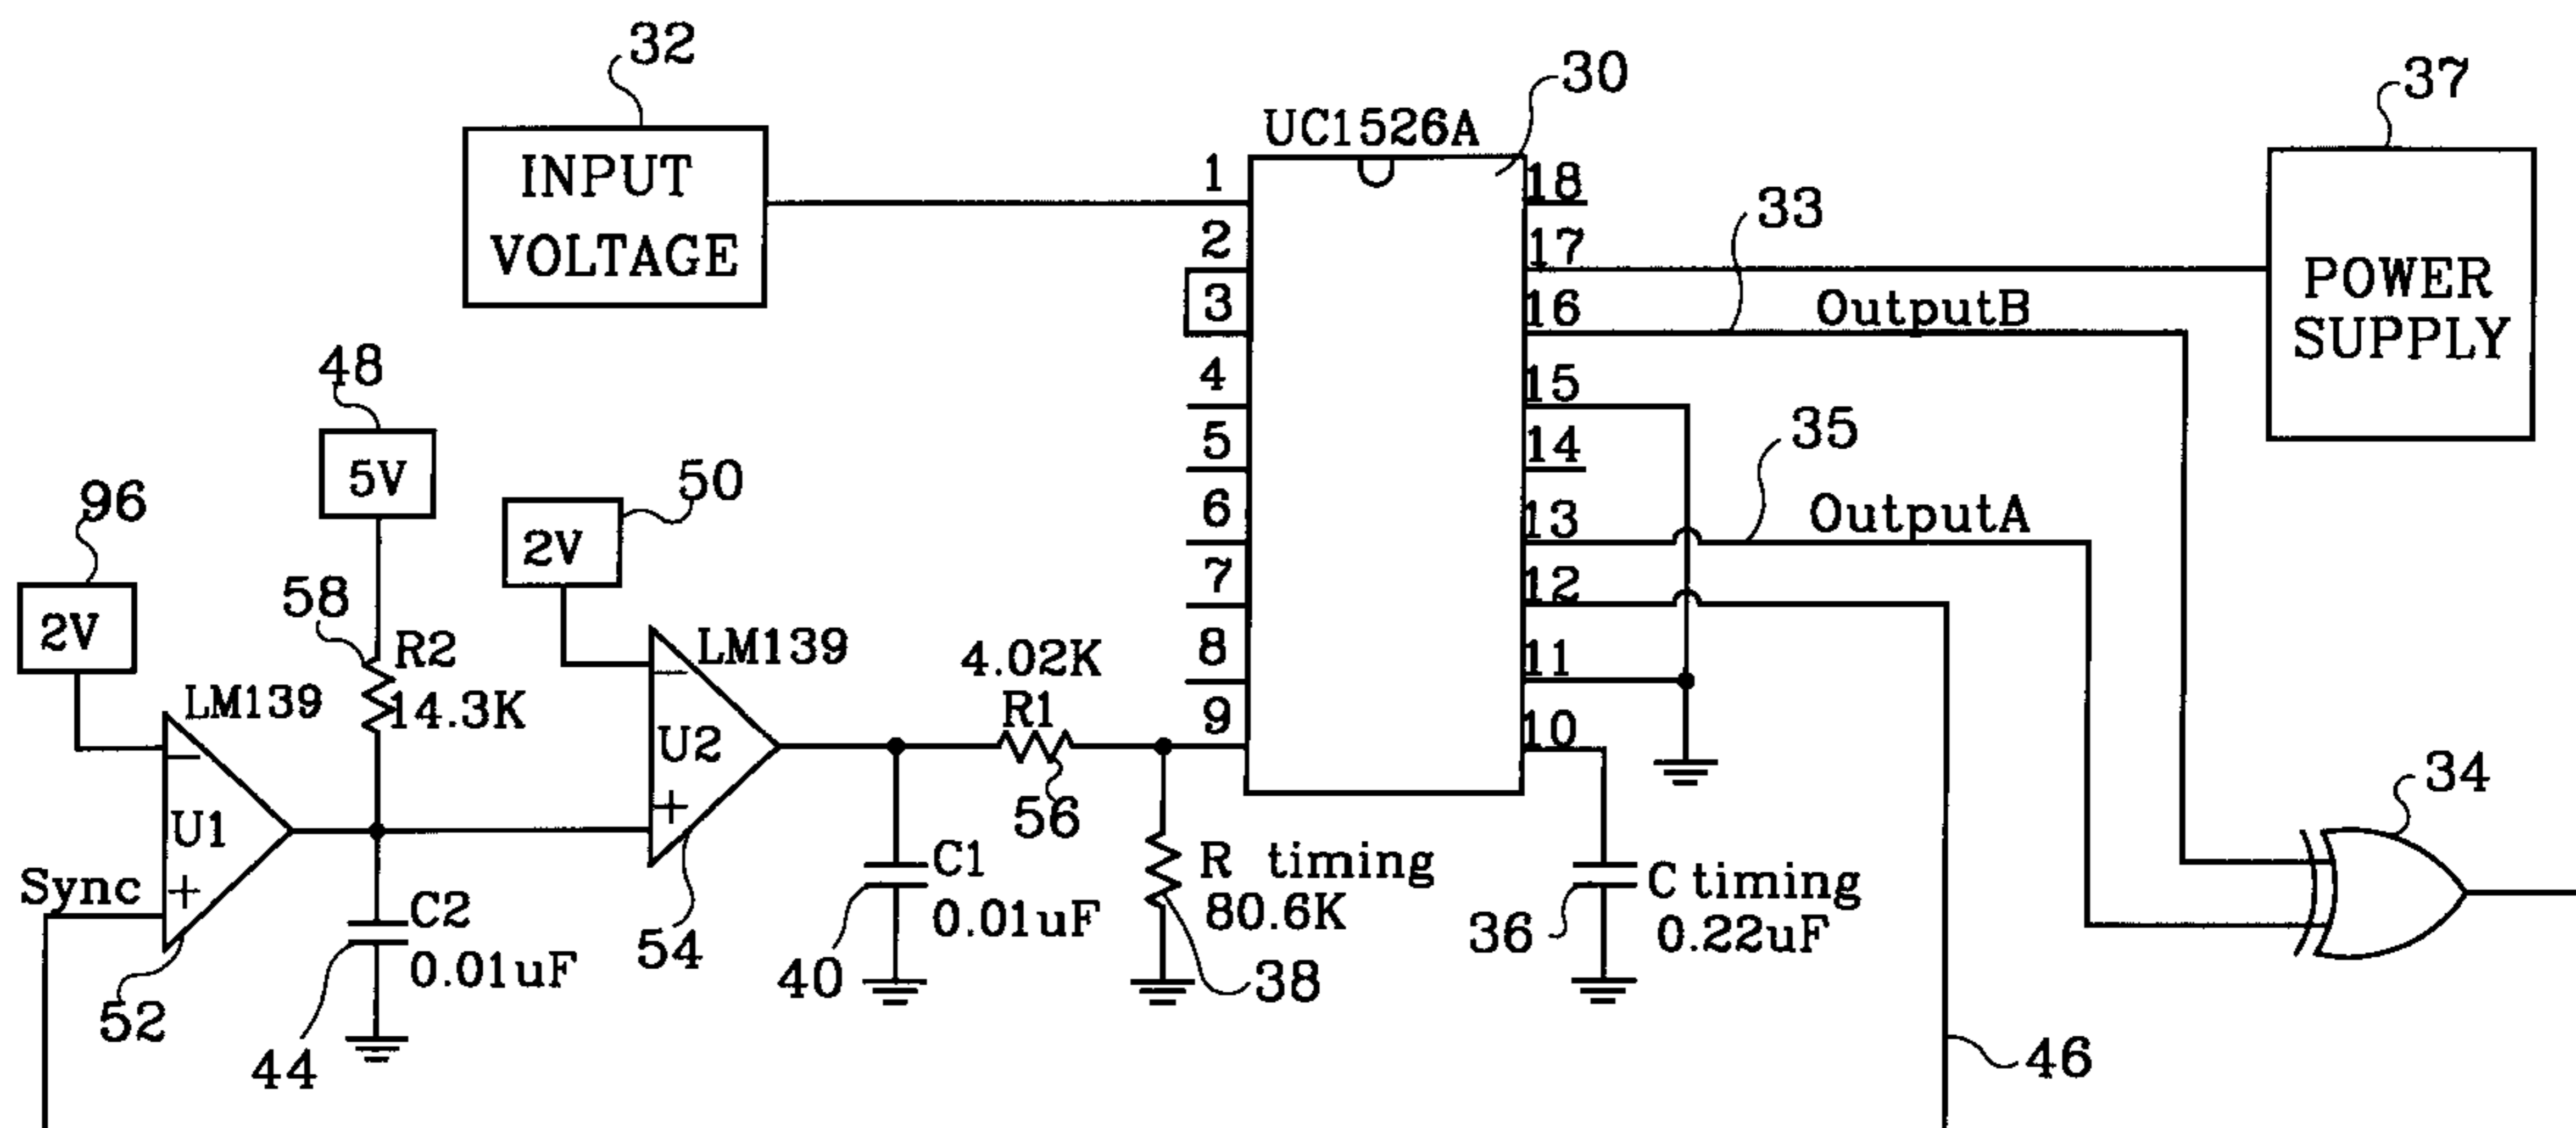 32
INPUT
VOLTAGE
UC1526A
30
37
POWER
SUPPLY
1
2
3
4
5
6
7
8
9
18
17
16
15
14
13
12
11
10
33
OutputB
35
OutputA
48
5V
96
2V
50
2V
58
R2
14.3K
LM139
U1
Sync
52
C2
0.01uF
44
LM139
U2
54
4.02K
R1
56
C1
0.01uF
40
R timing
80.6K
38
C timing
0.22uF
36
34
46